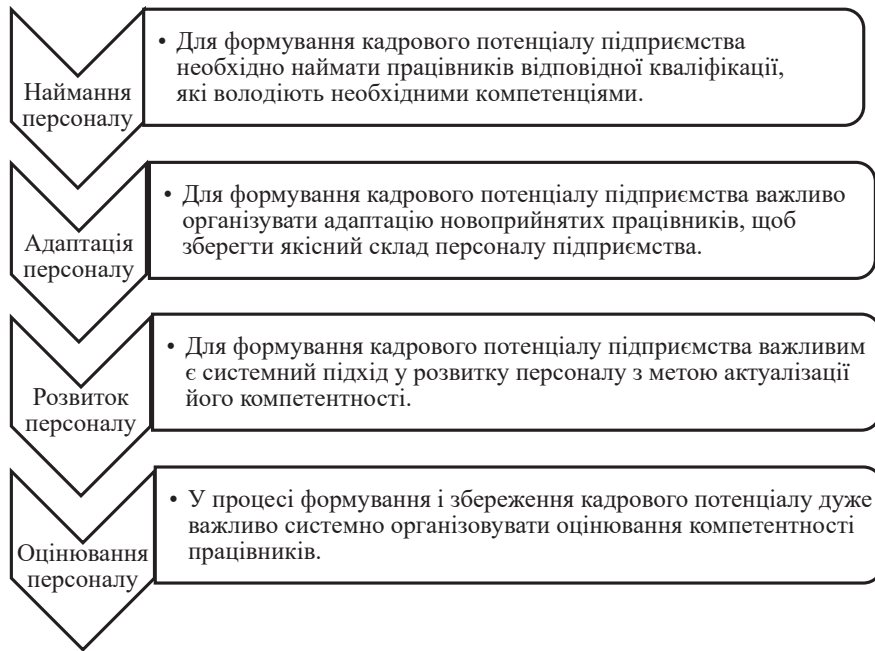 Наймання
персоналу
• Для формування кадрового потенціалу підприємства
необхідно наймати працівників відповідної кваліфікації,
які володіють необхідними компетенціями.
Адаптація
персоналу
• Для формування кадрового потенціалу підприємства важливо
організувати адаптацію новоприйнятих працівників, щоб
зберегти якісний склад персоналу підприємства.
Розвиток
персоналу
• Для формування кадрового потенціалу підприємства важливим
є системний підхід у розвитку персоналу з метою актуалізації
його компетентності.
Оцінювання
персоналу
• У процесі формування і збереження кадрового потенціалу дуже
важливо системно організовувати оцінювання компетентності
працівників.